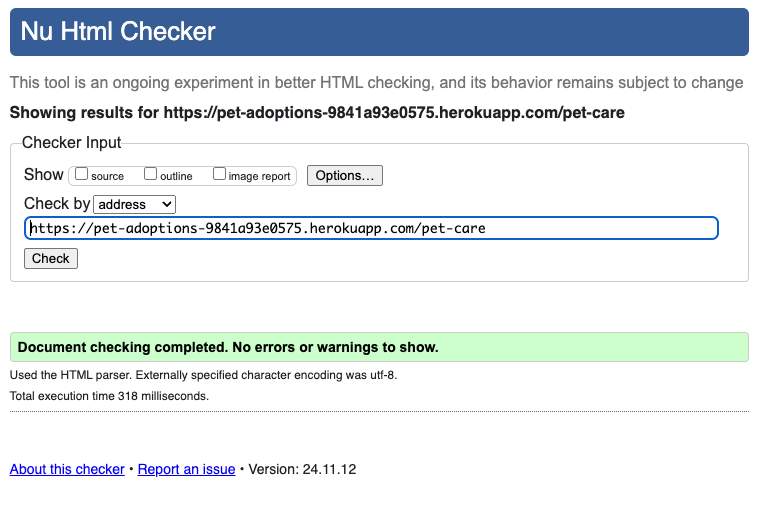 Nu Html Checker
This tool is an ongoing experiment in better HTML checking, and its behavior remains subject to change
Showing results for https://pet-adoptions-9841a93e0575.herokuapp.com/pet-care
Checker Input
Show source outline image report Options...
Check by address
https://pet-adoptions-9841a93e0575.herokuapp.com/pet-care
Check
Document checking completed. No errors or warnings to show.
Used the HTML parser. Externally specified character encoding was utf-8.
Total execution time 318 milliseconds.
About this checker • Report an issue • Version: 24.11.12